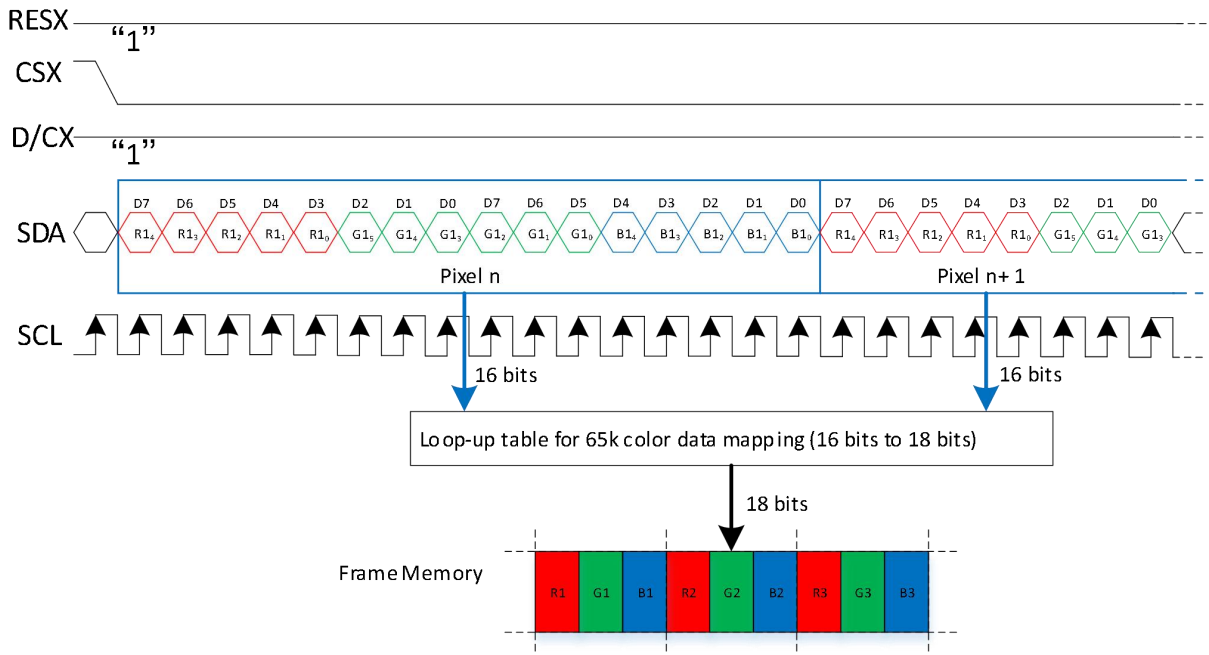 RESX “1”
CSX
D/CX “1”
D7 D6 D5 D4 D3 D2 D1 D0 D7 D6 D5 D4 D3 D2 D1 D0 D7 D6 D5 D4 D3 D2 D1 D0
SDA R1₄ R1₃ R1₂ R1₁ R1₀ G1₅ G1₄ G1₃ G1₂ G1₁ G1₀ B1₄ B1₃ B1₂ B1₁ B1₀ R1₄ R1₃ R1₂ R1₁ R1₀ G1₅ G1₄ G1₃
Pixel n Pixel n+ 1
SCL
16 bits 16 bits
Loop-up table for 65k color data mapping (16 bits to 18 bits)
18 bits
Frame Memory
R1 G1 B1 R2 G2 B2 R3 G3 B3